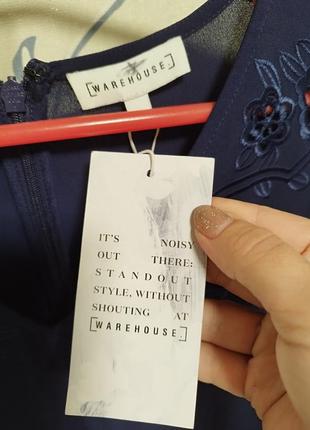 [WAREHOUSE]
IT'S NOISY
OUT THERE:
STANDOUT
STYLE, WITHOUT
SHOUTING AT
[WAREHOUSE]